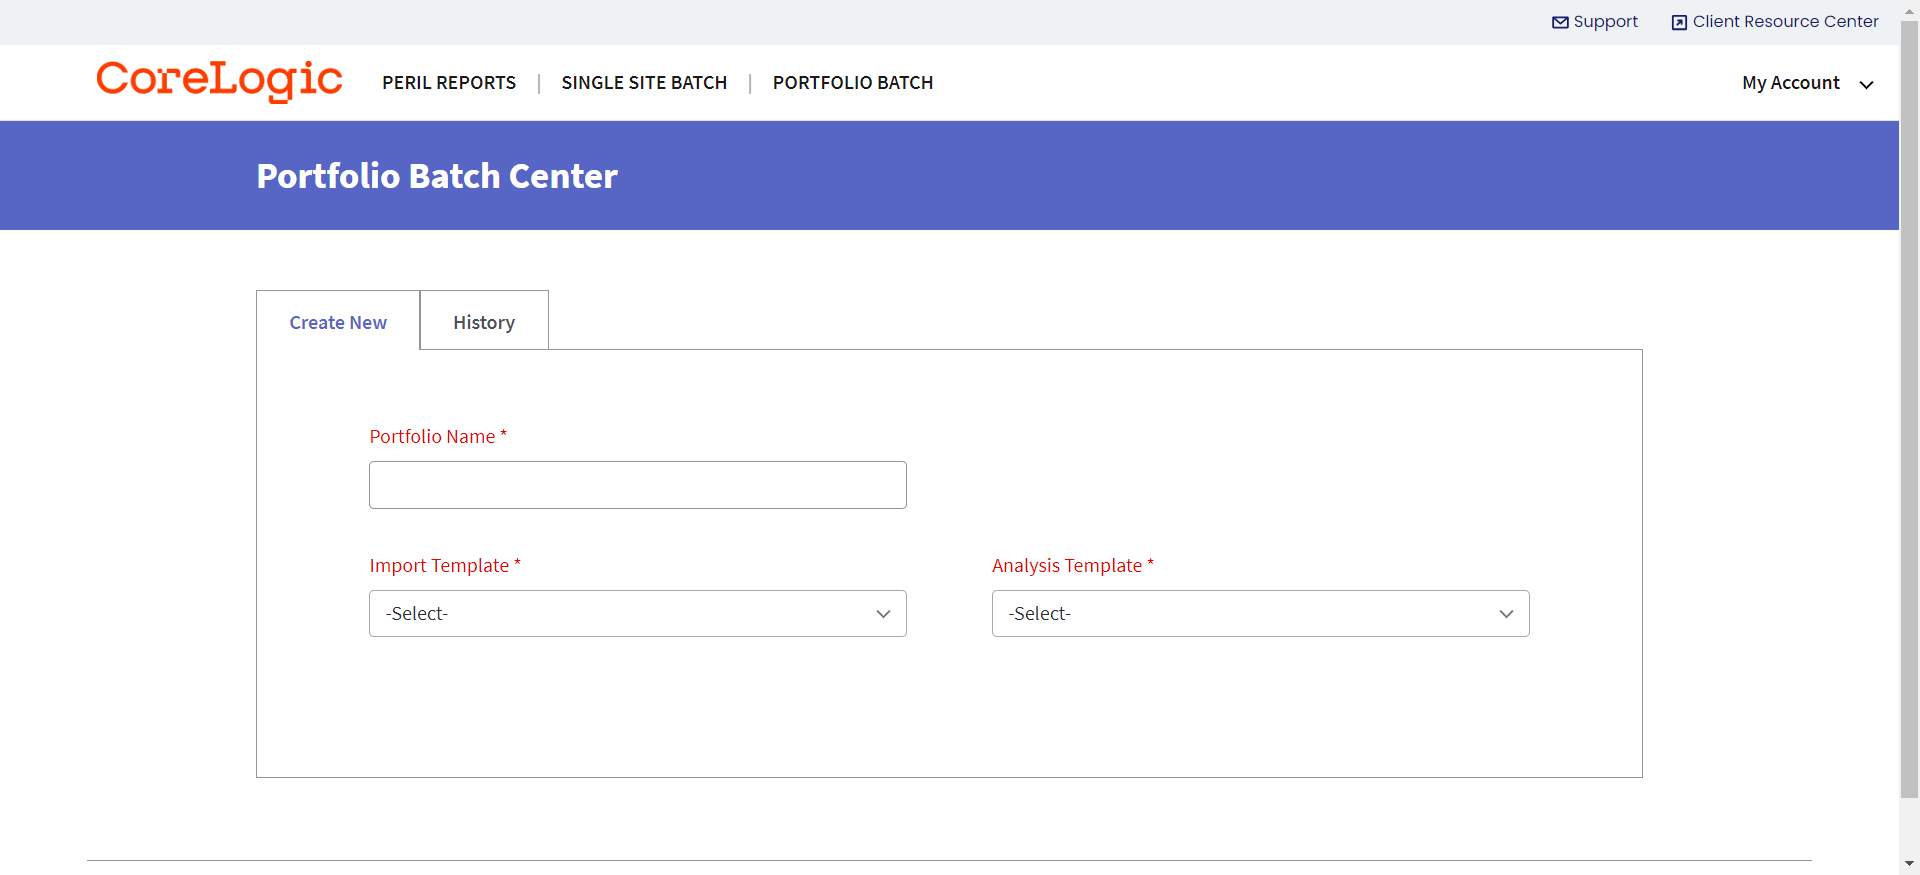 Support
Client Resource Center
CoreLogic
PERIL REPORTS | SINGLE SITE BATCH | PORTFOLIO BATCH
My Account
Portfolio Batch Center
Create New
History
Portfolio Name *
Import Template *
Analysis Template *
-Select-
-Select-